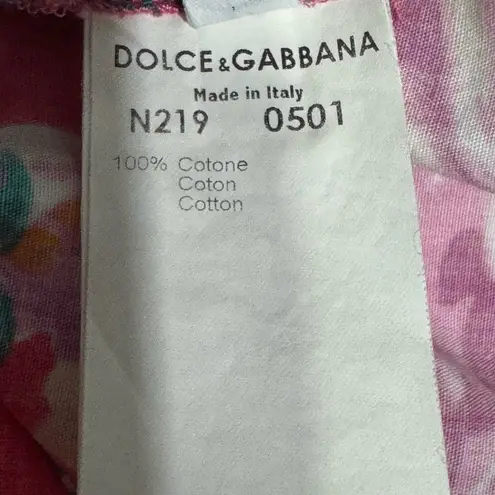 DOLCE&GABBANA
Made in Italy
N219 0501
100% Cotone
Coton
Cotton